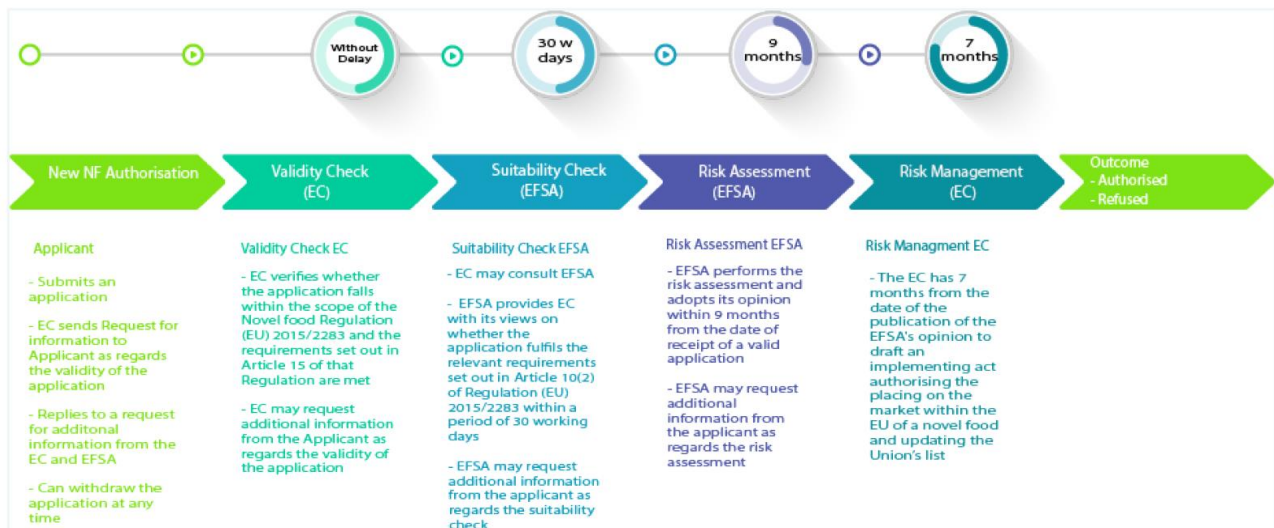 Without
Delay
30 w
days
9
months
7
months
New NF Authorisation
Validity Check
(EC)
Suitability Check
(EFSA)
Risk Assessment
(EFSA)
Risk Management
(EC)
Outcome
- Authorised
- Refused
Applicant
- Submits an
application
- EC sends Request for
information to
Applicant as regards
the validity of the
application
- Replies to a request
for additonal
information from the
EC and EFSA
- Can withdraw the
application at any
time
Validity Check EC
- EC verifies whether
the application falls
within the scope of the
Novel food Regulation
(EU) 2015/2283 and the
requirements set out in
Article 15 of that
Regulation are met
- EC may request
additional information
from the Applicant as
regards the validity of
the application
Suitability Check EFSA
- EC may consult EFSA
- EFSA provides EC
with its views on
whether the
application fulfils the
relevant requirements
set out in Article 10(2)
of Regulation (EU)
2015/2283 within a
period of 30 working
days
- EFSA may request
additional information
from the applicant as
regards the suitability
check
Risk Assessment EFSA
- EFSA performs the
risk assessment and
adopts its opinion
within 9 months
from the date of
receipt of a valid
application
- EFSA may request
additional
information from
the applicant as
regards the risk
assessment
Risk Managment EC
- The EC has 7
months from the
date of the
publication of the
EFSA's opinion to
draft an
implementing act
authorising the
placing on the
market within the
EU of a novel food
and updating the
Union's list